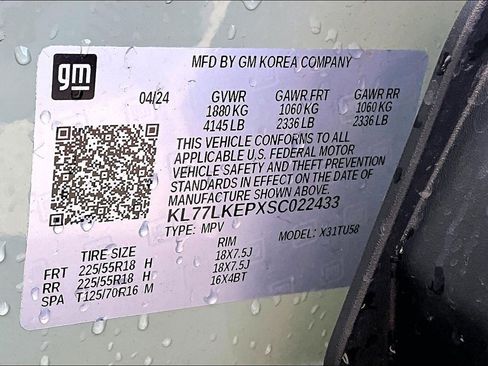 gm
MFD BY GM KOREA COMPANY
04/24 GVWR GAWR FRT GAWR RR
1880 KG 1060 KG 1060 KG
4145 LB 2336 LB 2336 LB
THIS VEHICLE CONFORMS TO ALL
APPLICABLE U.S. FEDERAL MOTOR
VEHICLE SAFETY AND THEFT PREVENTION
STANDARDS IN EFFECT ON THE DATE OF
MANUFACTURE SHOWN ABOVE.
KL77LKEPXSC022433
TYPE: MPV MODEL: X31TU58
TIRE SIZE RIM
FRT 225/55R18 H 18X7.5J
RR 225/55R18 H 18X7.5J
SPA T125/70R16 M 16X4BT